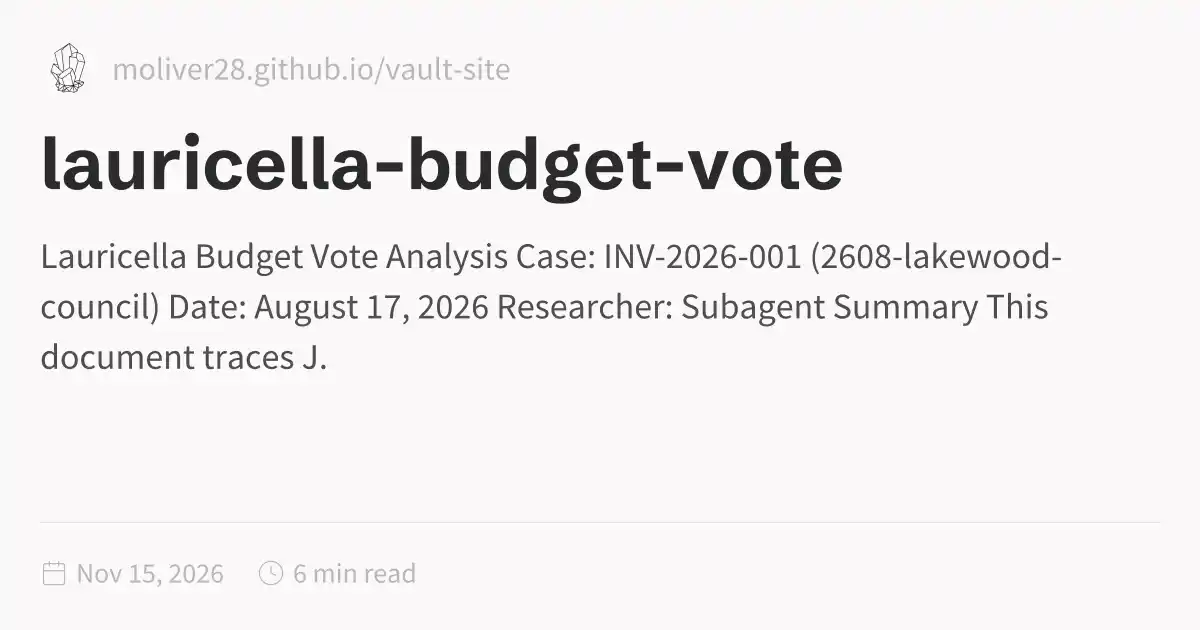 moliver28.github.io/vault-site
lauricella-budget-vote
Lauricella Budget Vote Analysis Case: INV-2026-001 (2608-lakewood-
council) Date: August 17, 2026 Researcher: Subagent Summary This
document traces J.
Nov 15, 2026 6 min read